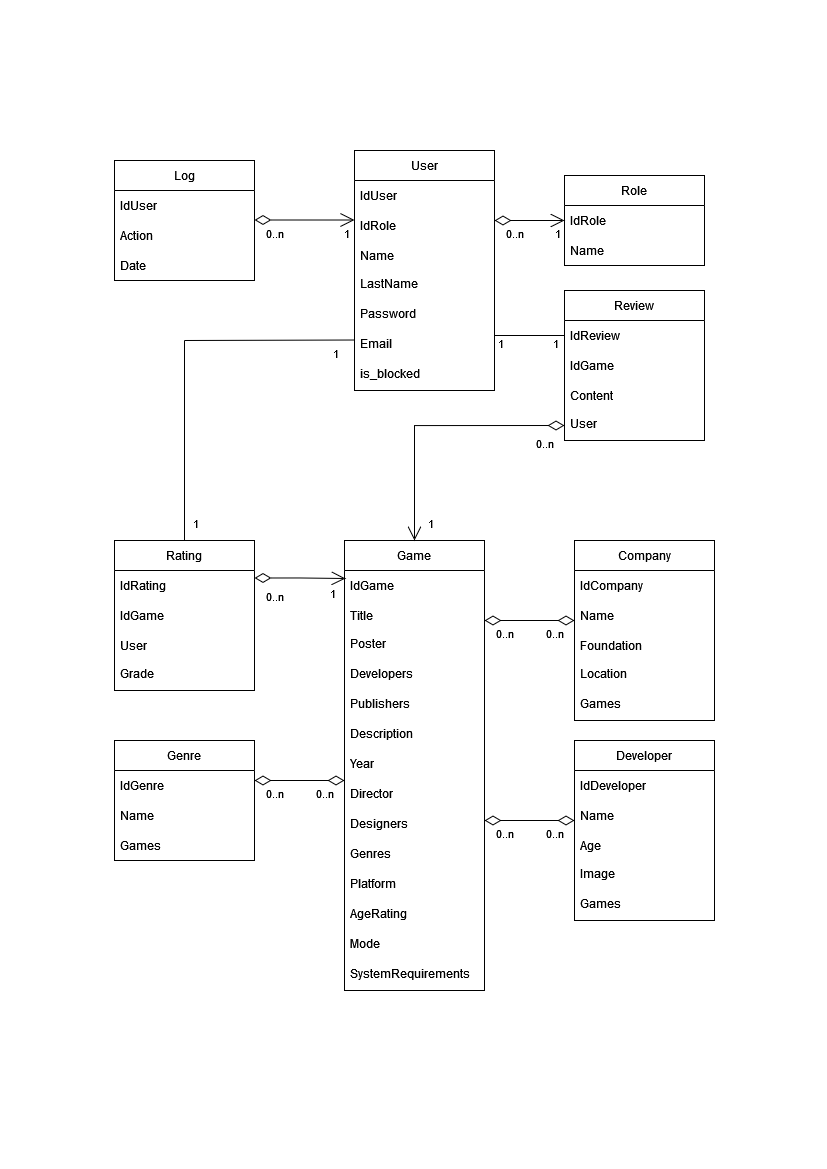 Log
IdUser
Action
Date
0..n
1
User
IdUser
IdRole
Name
LastName
Password
Email
is_blocked
0..n
1
Role
IdRole
Name
1
1
Review
IdReview
IdGame
Content
User
0..n
1
1
1
Rating
IdRating
IdGame
User
Grade
0..n
1
Game
IdGame
Title
Poster
Developers
Publishers
Description
Year
Director
Designers
Genres
Platform
AgeRating
Mode
SystemRequirements
0..n
0..n
Company
IdCompany
Name
Foundation
Location
Games
Genre
IdGenre
Name
Games
0..n
0..n
0..n
0..n
Developer
IdDeveloper
Name
Age
Image
Games